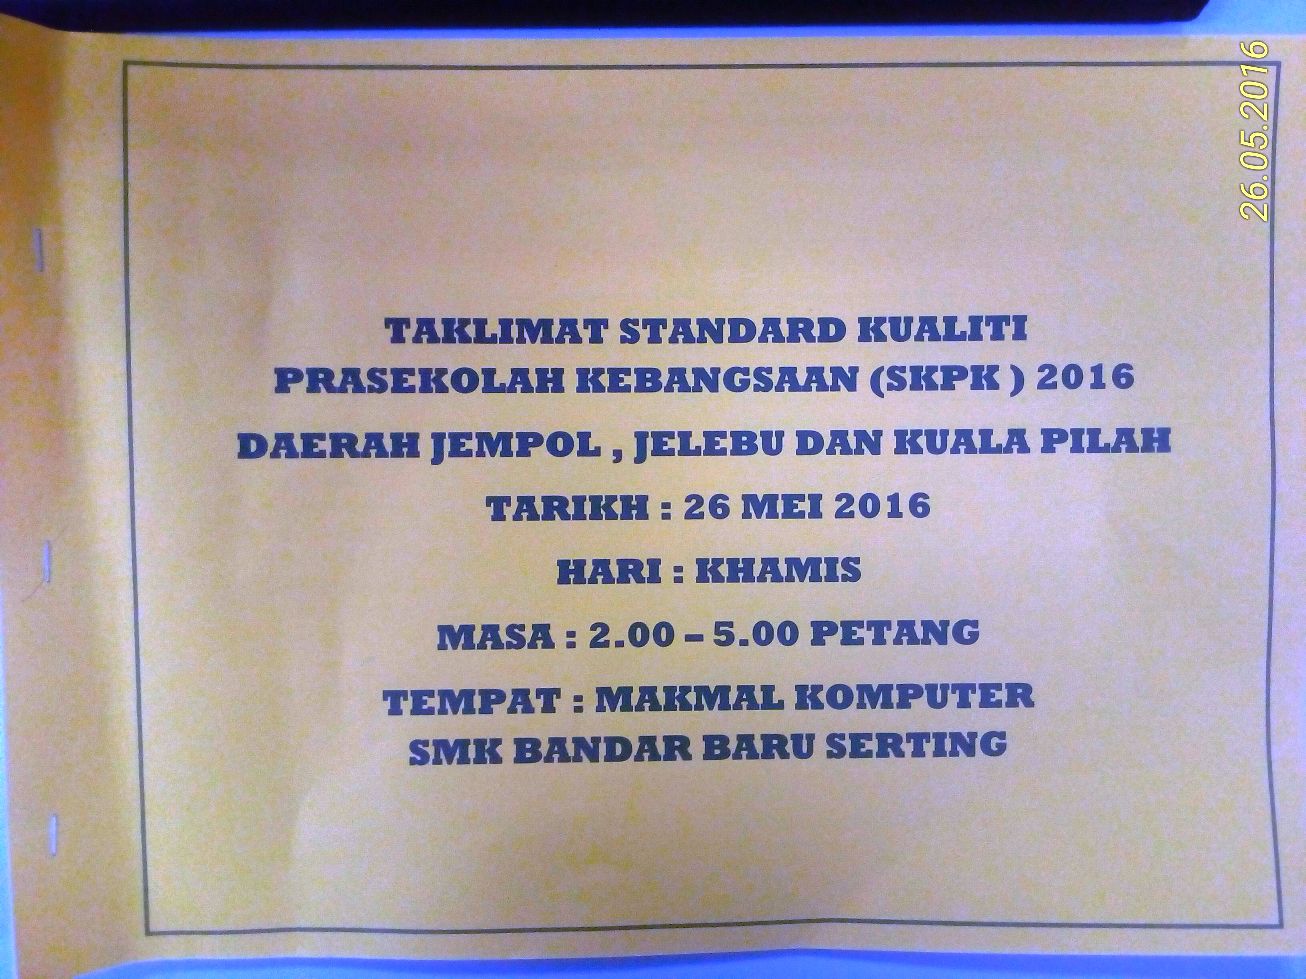 TAKLIMAT STANDARD KUALITI
PRASEKOLAH KEBANGSAAN (SKPK ) 2016
DAERAH JEMPOL , JELEBU DAN KUALA PILAH
TARIKH : 26 MEI 2016
HARI : KHAMIS
MASA : 2.00 – 5.00 PETANG
TEMPAT : MAKMAL KOMPUTER
SMK BANDAR BARU SERTING
26.05.2016